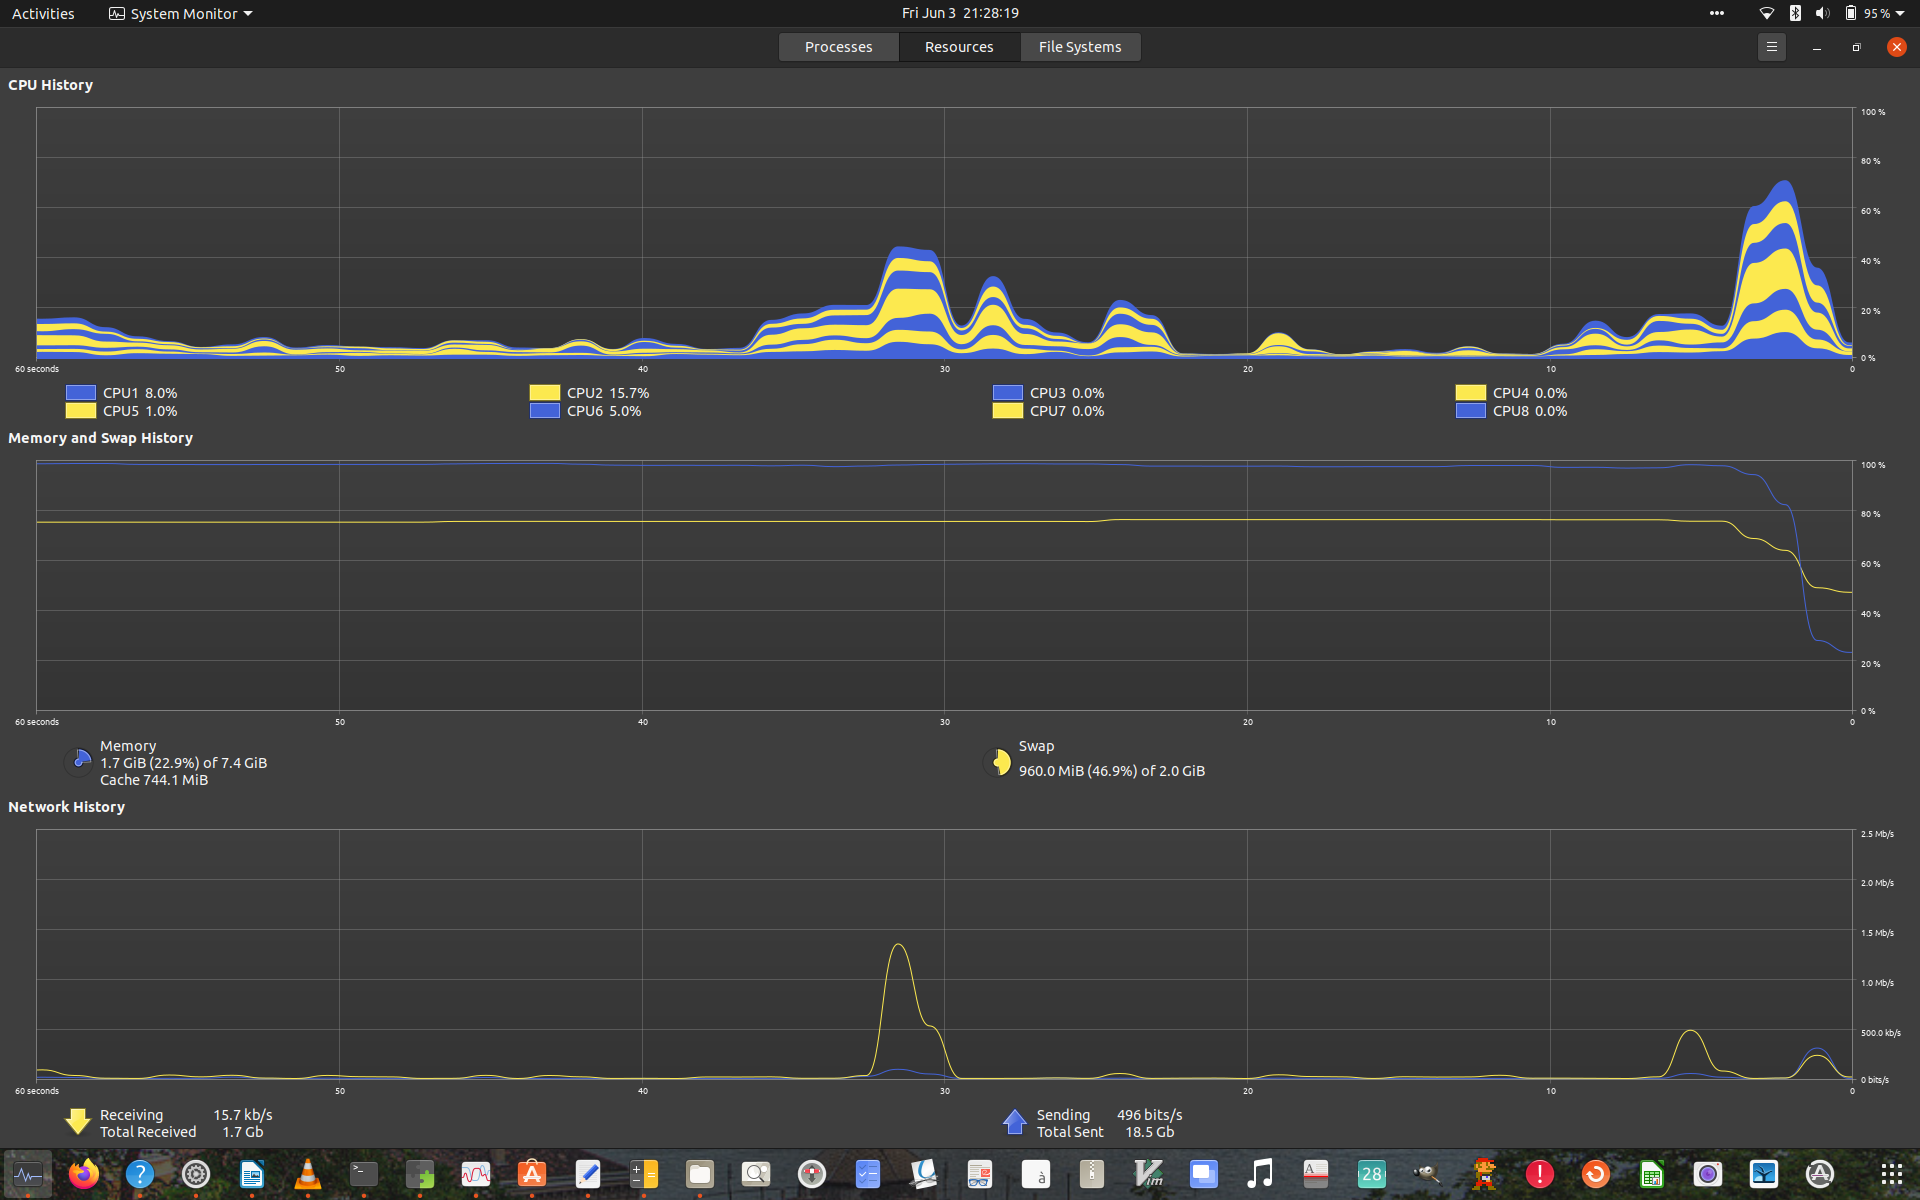 Activities System Monitor Fri Jun 3 21:28:19 95 %
Processes Resources File Systems
CPU History
100 %
80 %
60 %
40 %
20 %
0 %
60 seconds 50 40 30 20 10 0
CPU1 8.0% CPU2 15.7% CPU3 0.0% CPU4 0.0%
CPU5 1.0% CPU6 5.0% CPU7 0.0% CPU8 0.0%
Memory and Swap History
100 %
80 %
60 %
40 %
20 %
0 %
60 seconds 50 40 30 20 10 0
Memory
1.7 GiB (22.9%) of 7.4 GiB
Cache 744.1 MiB
Swap
960.0 MiB (46.9%) of 2.0 GiB
Network History
2.5 Mb/s
2.0 Mb/s
1.5 Mb/s
1.0 Mb/s
500.0 kb/s
0 bits/s
60 seconds 50 40 30 20 10 0
Receiving 15.7 kb/s
Total Received 1.7 Gb
Sending 496 bits/s
Total Sent 18.5 Gb
? >_ à Vim A 28 !